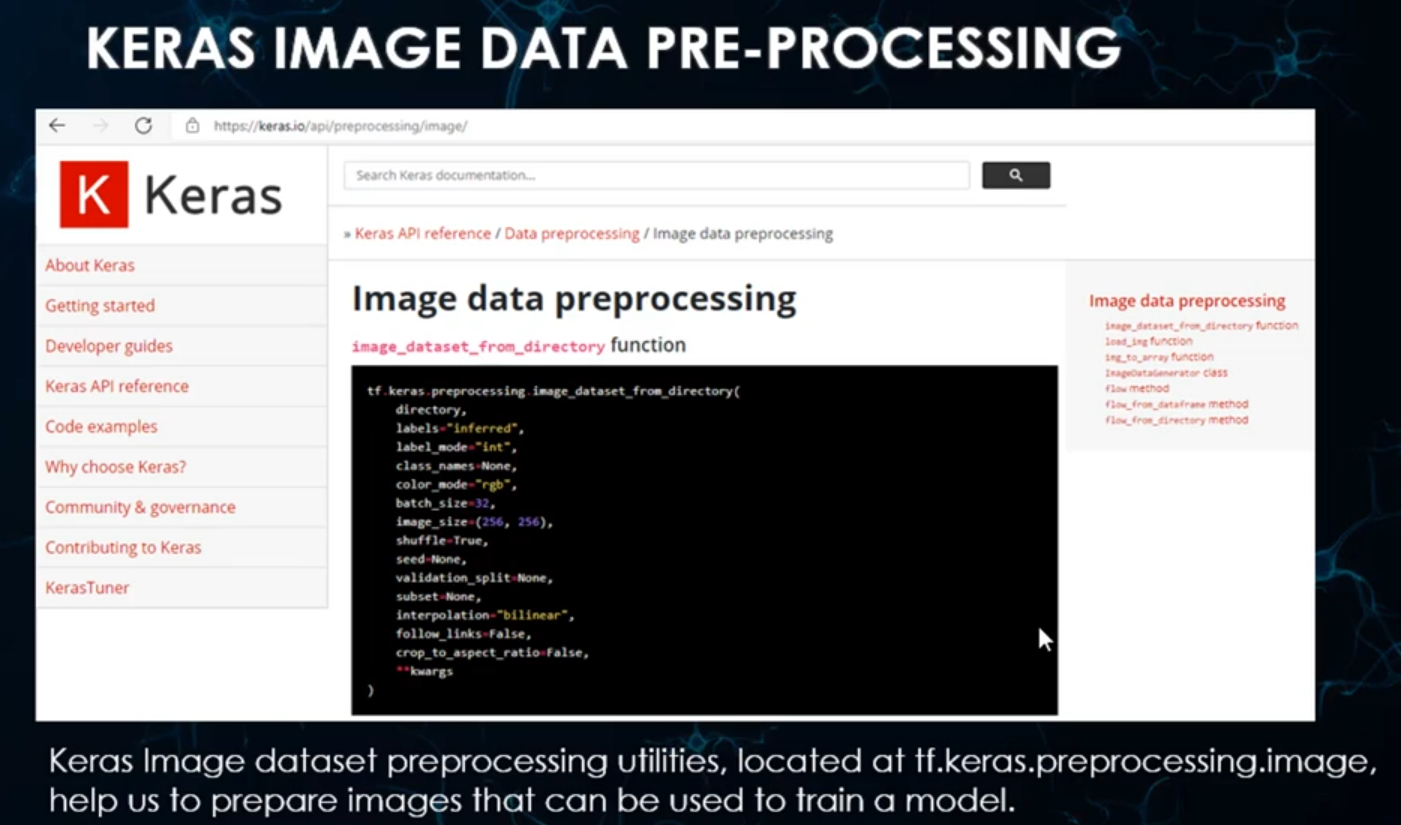 KERAS IMAGE DATA PRE-PROCESSING
https://keras.io/api/preprocessing/image/
K Keras
Search Keras documentation...
» Keras API reference / Data preprocessing / Image data preprocessing
About Keras
Getting started
Developer guides
Keras API reference
Code examples
Why choose Keras?
Community & governance
Contributing to Keras
KerasTuner
Image data preprocessing
image_dataset_from_directory function
tf.keras.preprocessing.image_dataset_from_directory(
    directory,
    labels="inferred",
    label_mode="int",
    class_names=None,
    color_mode="rgb",
    batch_size=32,
    image_size=(256, 256),
    shuffle=True,
    seed=None,
    validation_split=None,
    subset=None,
    interpolation="bilinear",
    follow_links=False,
    crop_to_aspect_ratio=False,
    **kwargs
)
Image data preprocessing
image_dataset_from_directory function
load_img function
img_to_array function
ImageDataGenerator class
flow method
flow_from_dataframe method
flow_from_directory method
Keras Image dataset preprocessing utilities, located at tf.keras.preprocessing.image,
help us to prepare images that can be used to train a model.